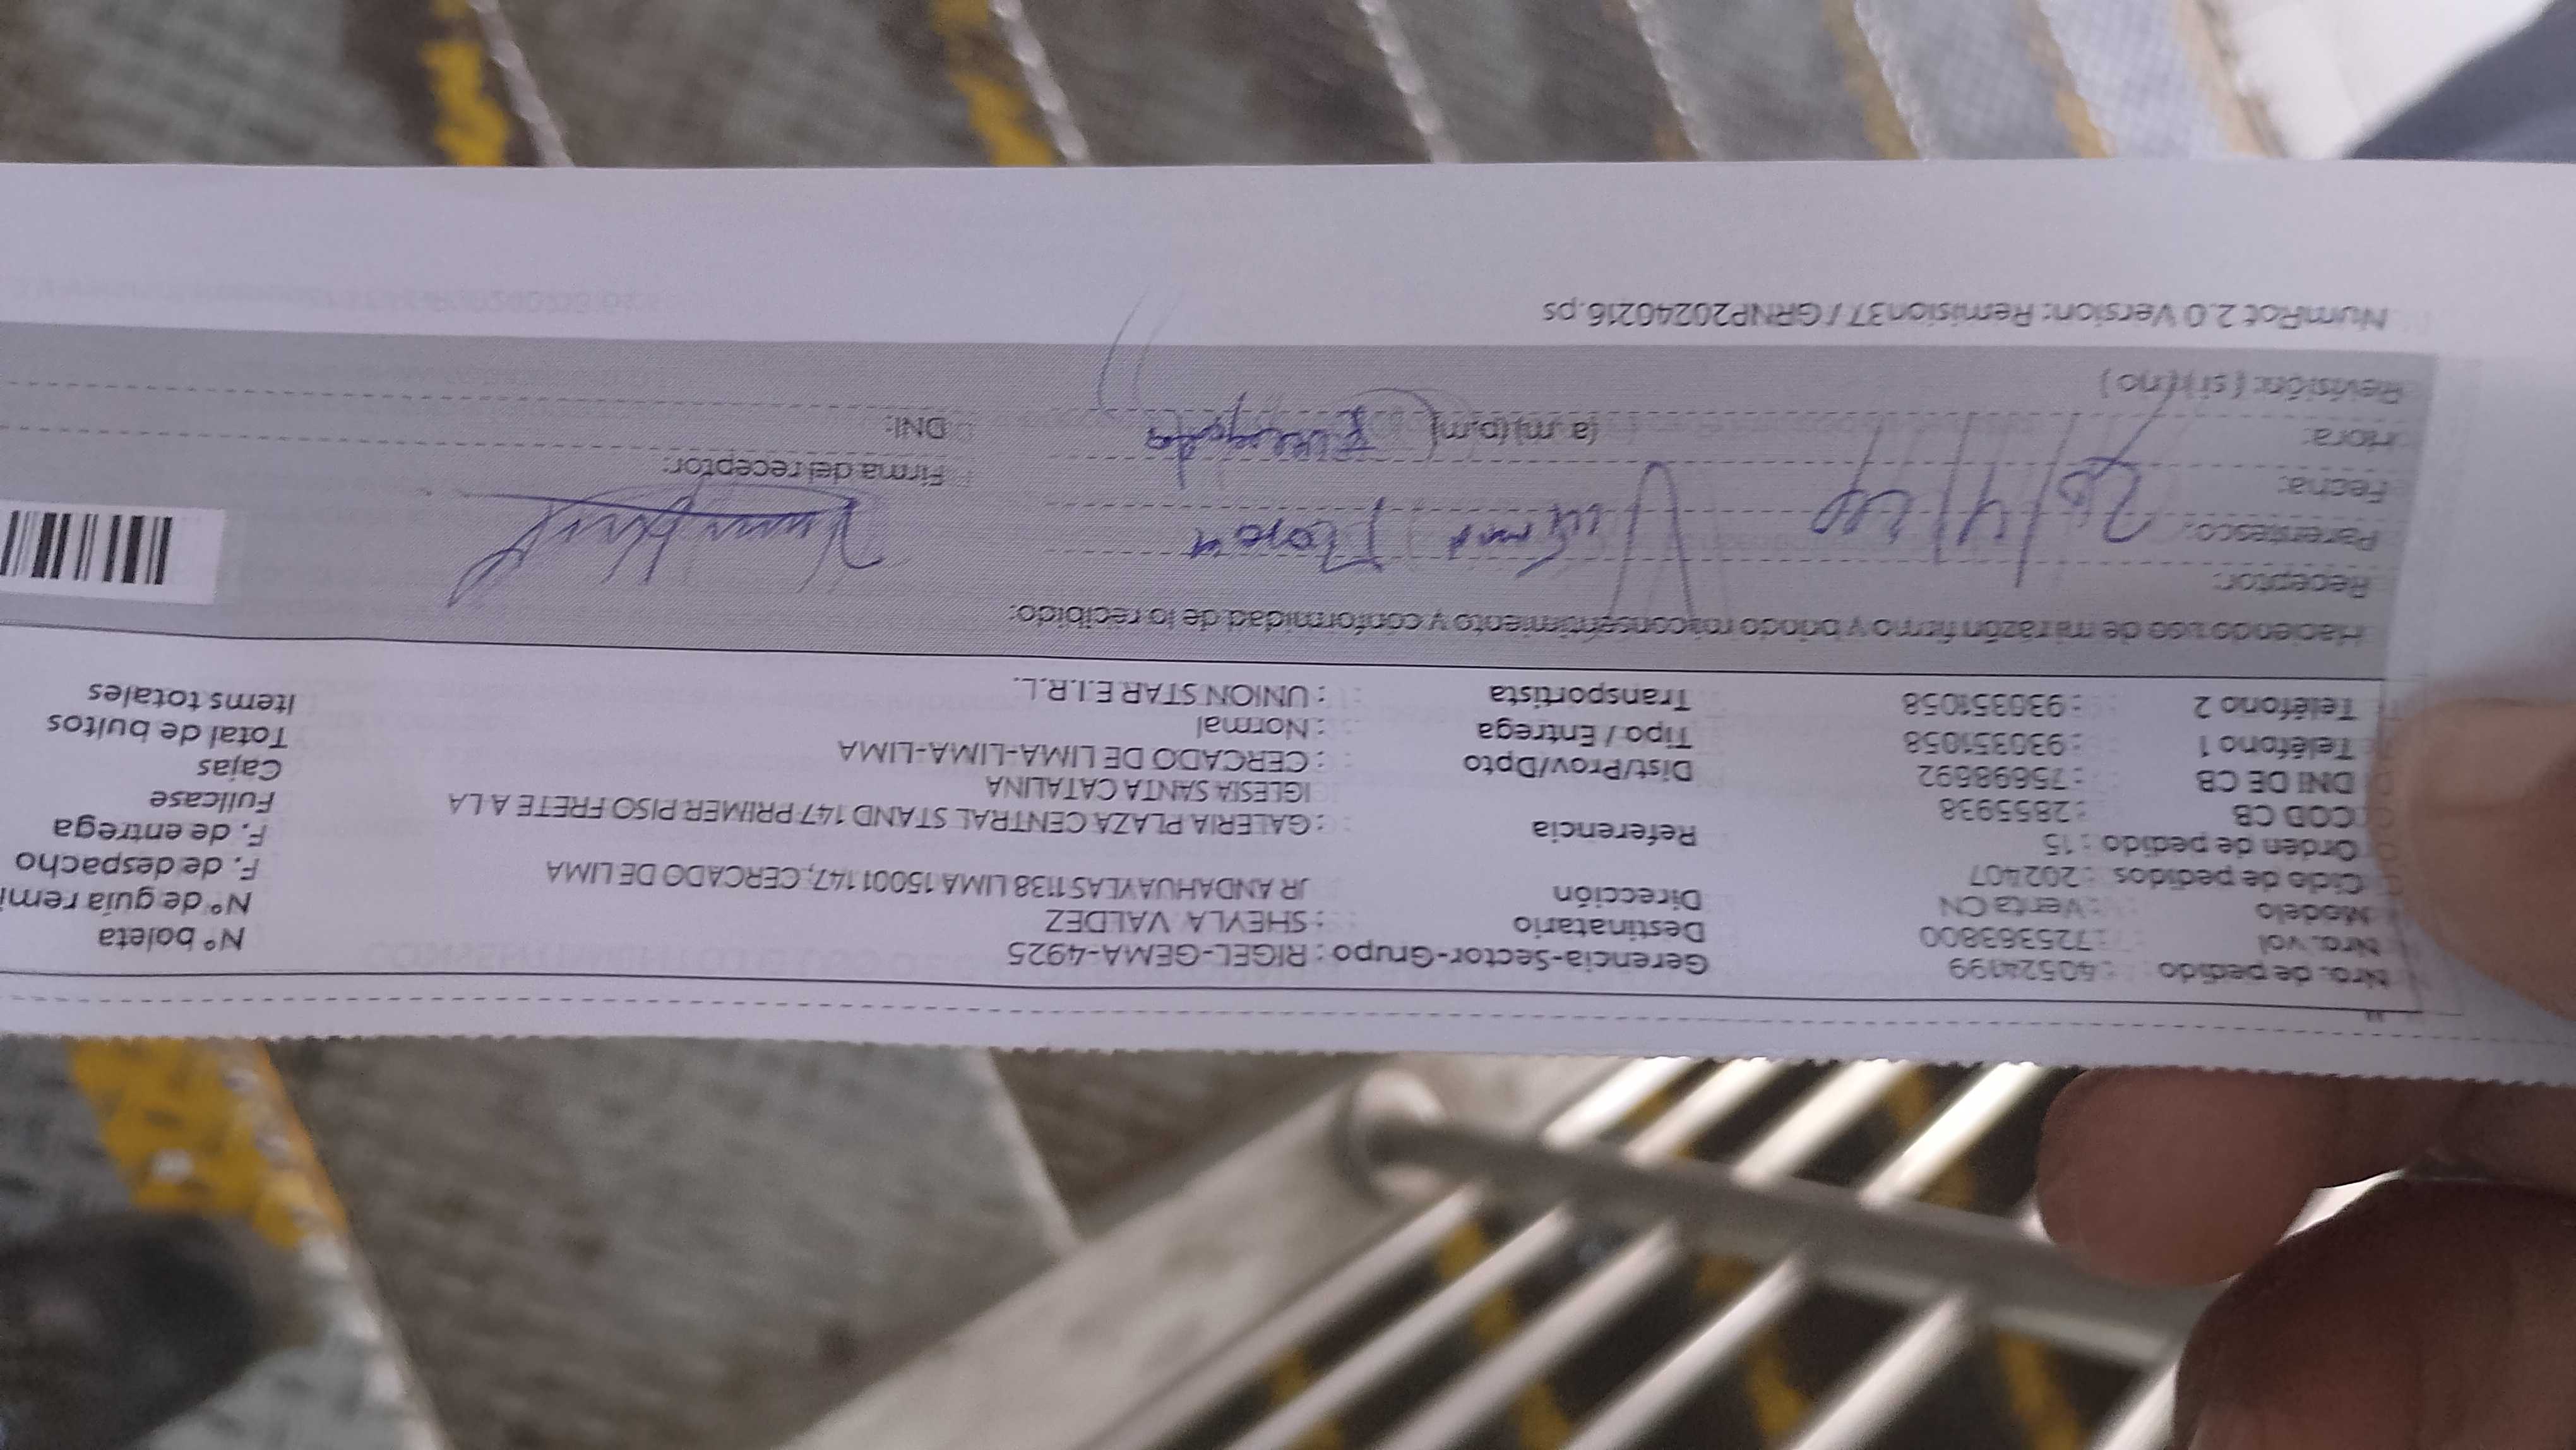 Nro. de pedido : 40524199 Gerencia-Sector-Grupo : RIGEL-GEMA-4925 N° boleta
Nro. vol : 725363800 Destinatario : SHEYLA VALDEZ N° de guía remi
Modelo : Venta CN Dirección JR ANDAHUAYLAS 1138 LIMA 15001 147, CERCADO DE LIMA F. de despacho
Ciclo de pedidos : 202407
Orden de pedido : 15 Referencia : GALERIA PLAZA CENTRAL STAND 147 PRIMER PISO FRETE A LA F. de entrega
COD CB : 2855938 IGLESIA SANTA CATALINA Fullcase
DNI DE CB : 75698692 Dist/Prov/Dpto : CERCADO DE LIMA-LIMA-LIMA Cajas
Teléfono 1 : 930351058 Tipo / Entrega : Normal Total de bultos
Teléfono 2 : 930351058 Transportista : UNION STAR E.I.R.L. Items totales
Haciendo uso de mi razón firmo y brindo mi consentimiento y conformidad de lo recibido:
Receptor:
Parentesco:
Fecha: Firma del receptor:
Hora: (a.m)(p.m) DNI:
Revisión: ( si )( no )
NumRot 2.0 Version: Remision37 / GRNP20240216.ps